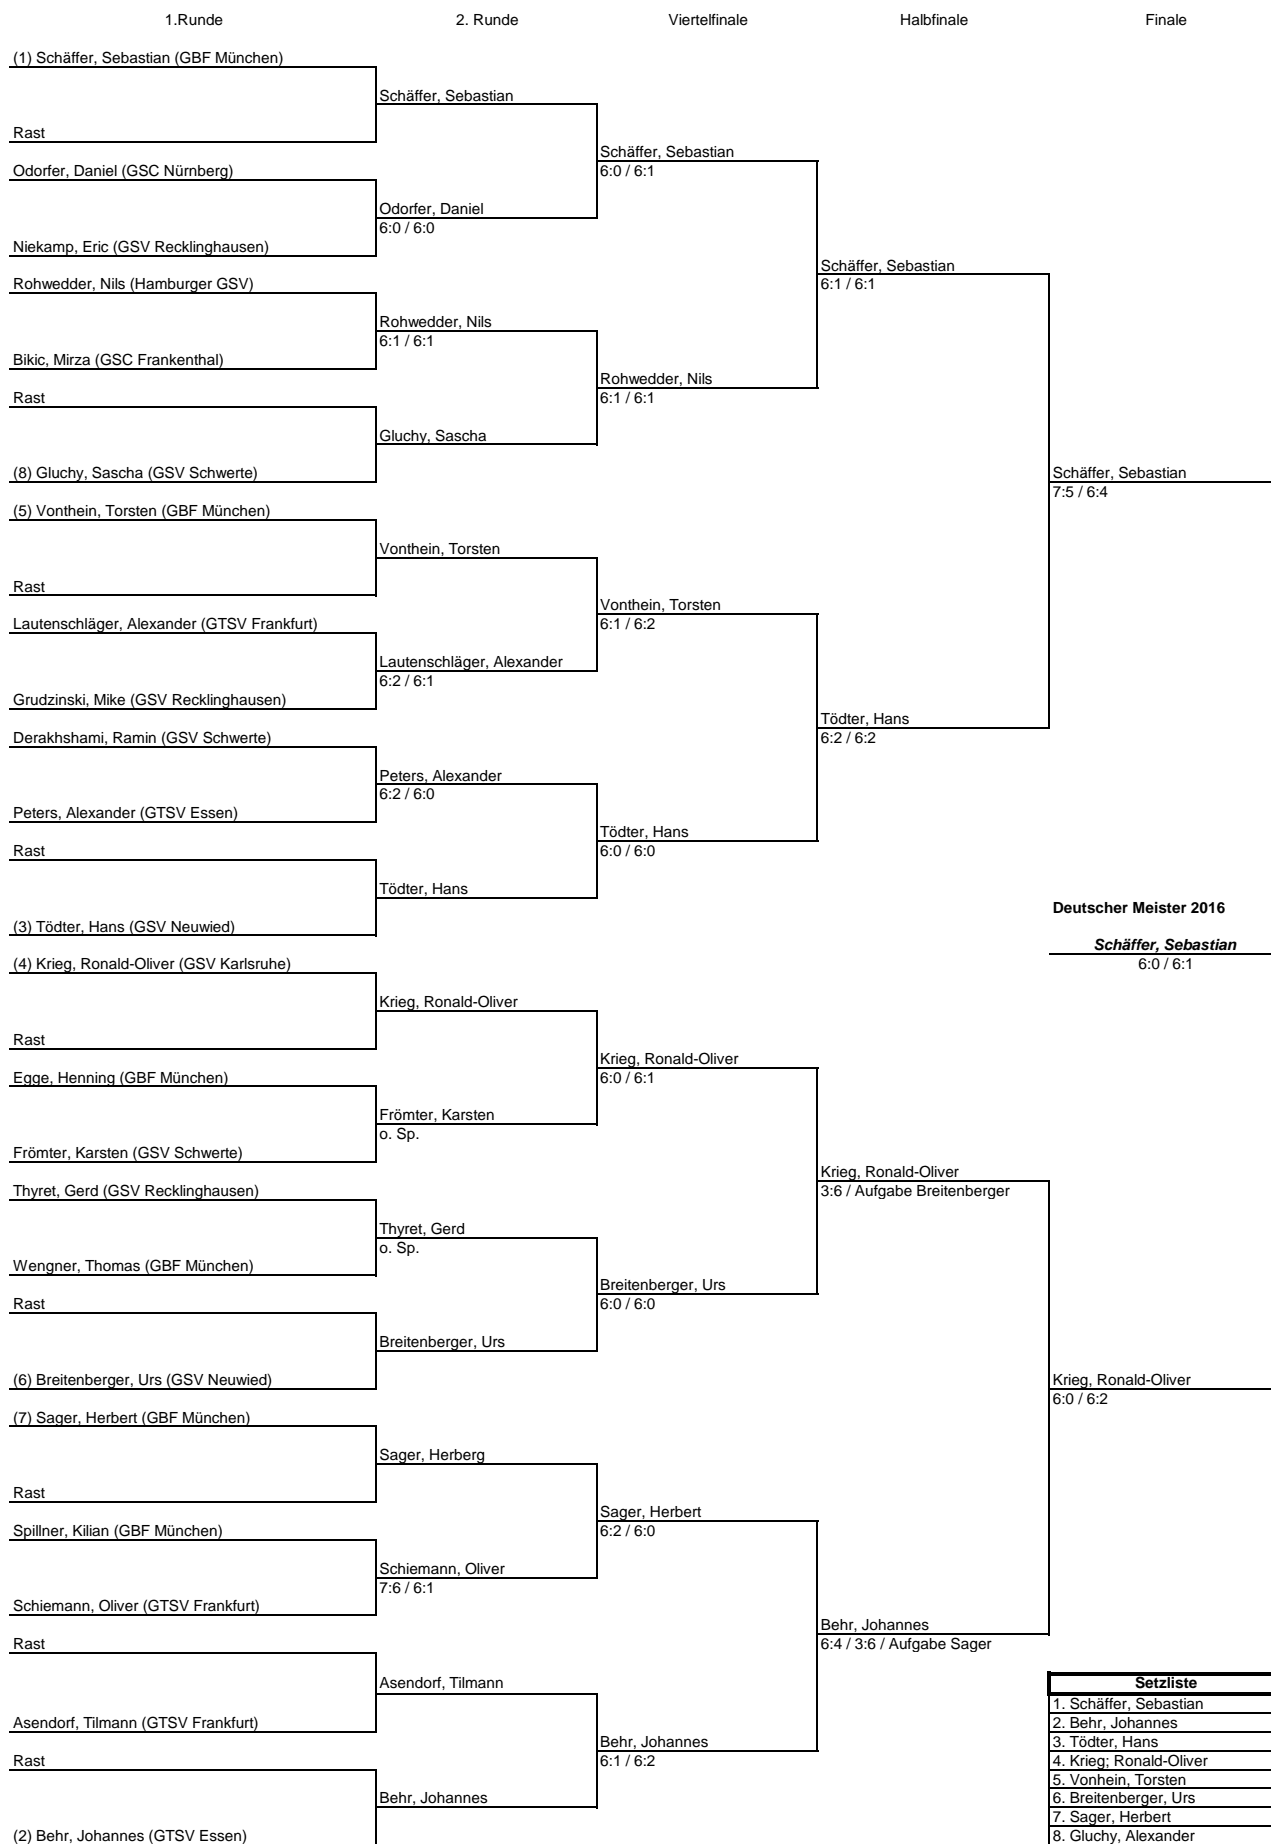 1.Runde
2. Runde
Viertelfinale
Halbfinale
Finale
(1) Schäffer, Sebastian (GBF München)
Schäffer, Sebastian
Rast
Schäffer, Sebastian
6:0 / 6:1
Odorfer, Daniel (GSC Nürnberg)
Odorfer, Daniel
6:0 / 6:0
Niekamp, Eric (GSV Recklinghausen)
Schäffer, Sebastian
6:1 / 6:1
Rohwedder, Nils (Hamburger GSV)
Rohwedder, Nils
6:1 / 6:1
Bikic, Mirza (GSC Frankenthal)
Rohwedder, Nils
6:1 / 6:1
Rast
Gluchy, Sascha
(8) Gluchy, Sascha (GSV Schwerte)
Schäffer, Sebastian
7:5 / 6:4
(5) Vonthein, Torsten (GBF München)
Vonthein, Torsten
Rast
Vonthein, Torsten
6:1 / 6:2
Lautenschläger, Alexander (GTSV Frankfurt)
Lautenschläger, Alexander
6:2 / 6:1
Grudzinski, Mike (GSV Recklinghausen)
Tödter, Hans
6:2 / 6:2
Derakhshami, Ramin (GSV Schwerte)
Peters, Alexander
6:2 / 6:0
Peters, Alexander (GTSV Essen)
Tödter, Hans
6:0 / 6:0
Rast
Tödter, Hans
(3) Tödter, Hans (GSV Neuwied)
Deutscher Meister 2016
Schäffer, Sebastian
6:0 / 6:1
(4) Krieg, Ronald-Oliver (GSV Karlsruhe)
Krieg, Ronald-Oliver
Rast
Krieg, Ronald-Oliver
6:0 / 6:1
Egge, Henning (GBF München)
Frömter, Karsten
o. Sp.
Frömter, Karsten (GSV Schwerte)
Krieg, Ronald-Oliver
3:6 / Aufgabe Breitenberger
Thyret, Gerd (GSV Recklinghausen)
Thyret, Gerd
o. Sp.
Wengner, Thomas (GBF München)
Breitenberger, Urs
6:0 / 6:0
Rast
Breitenberger, Urs
(6) Breitenberger, Urs (GSV Neuwied)
Krieg, Ronald-Oliver
6:0 / 6:2
(7) Sager, Herbert (GBF München)
Sager, Herberg
Rast
Sager, Herbert
6:2 / 6:0
Spillner, Kilian (GBF München)
Schiemann, Oliver
7:6 / 6:1
Schiemann, Oliver (GTSV Frankfurt)
Behr, Johannes
6:4 / 3:6 / Aufgabe Sager
Rast
Asendorf, Tilmann
Asendorf, Tilmann (GTSV Frankfurt)
Behr, Johannes
6:1 / 6:2
Rast
Behr, Johannes
(2) Behr, Johannes (GTSV Essen)
Setzliste
1. Schäffer, Sebastian
2. Behr, Johannes
3. Tödter, Hans
4. Krieg; Ronald-Oliver
5. Vonhein, Torsten
6. Breitenberger, Urs
7. Sager, Herbert
8. Gluchy, Alexander